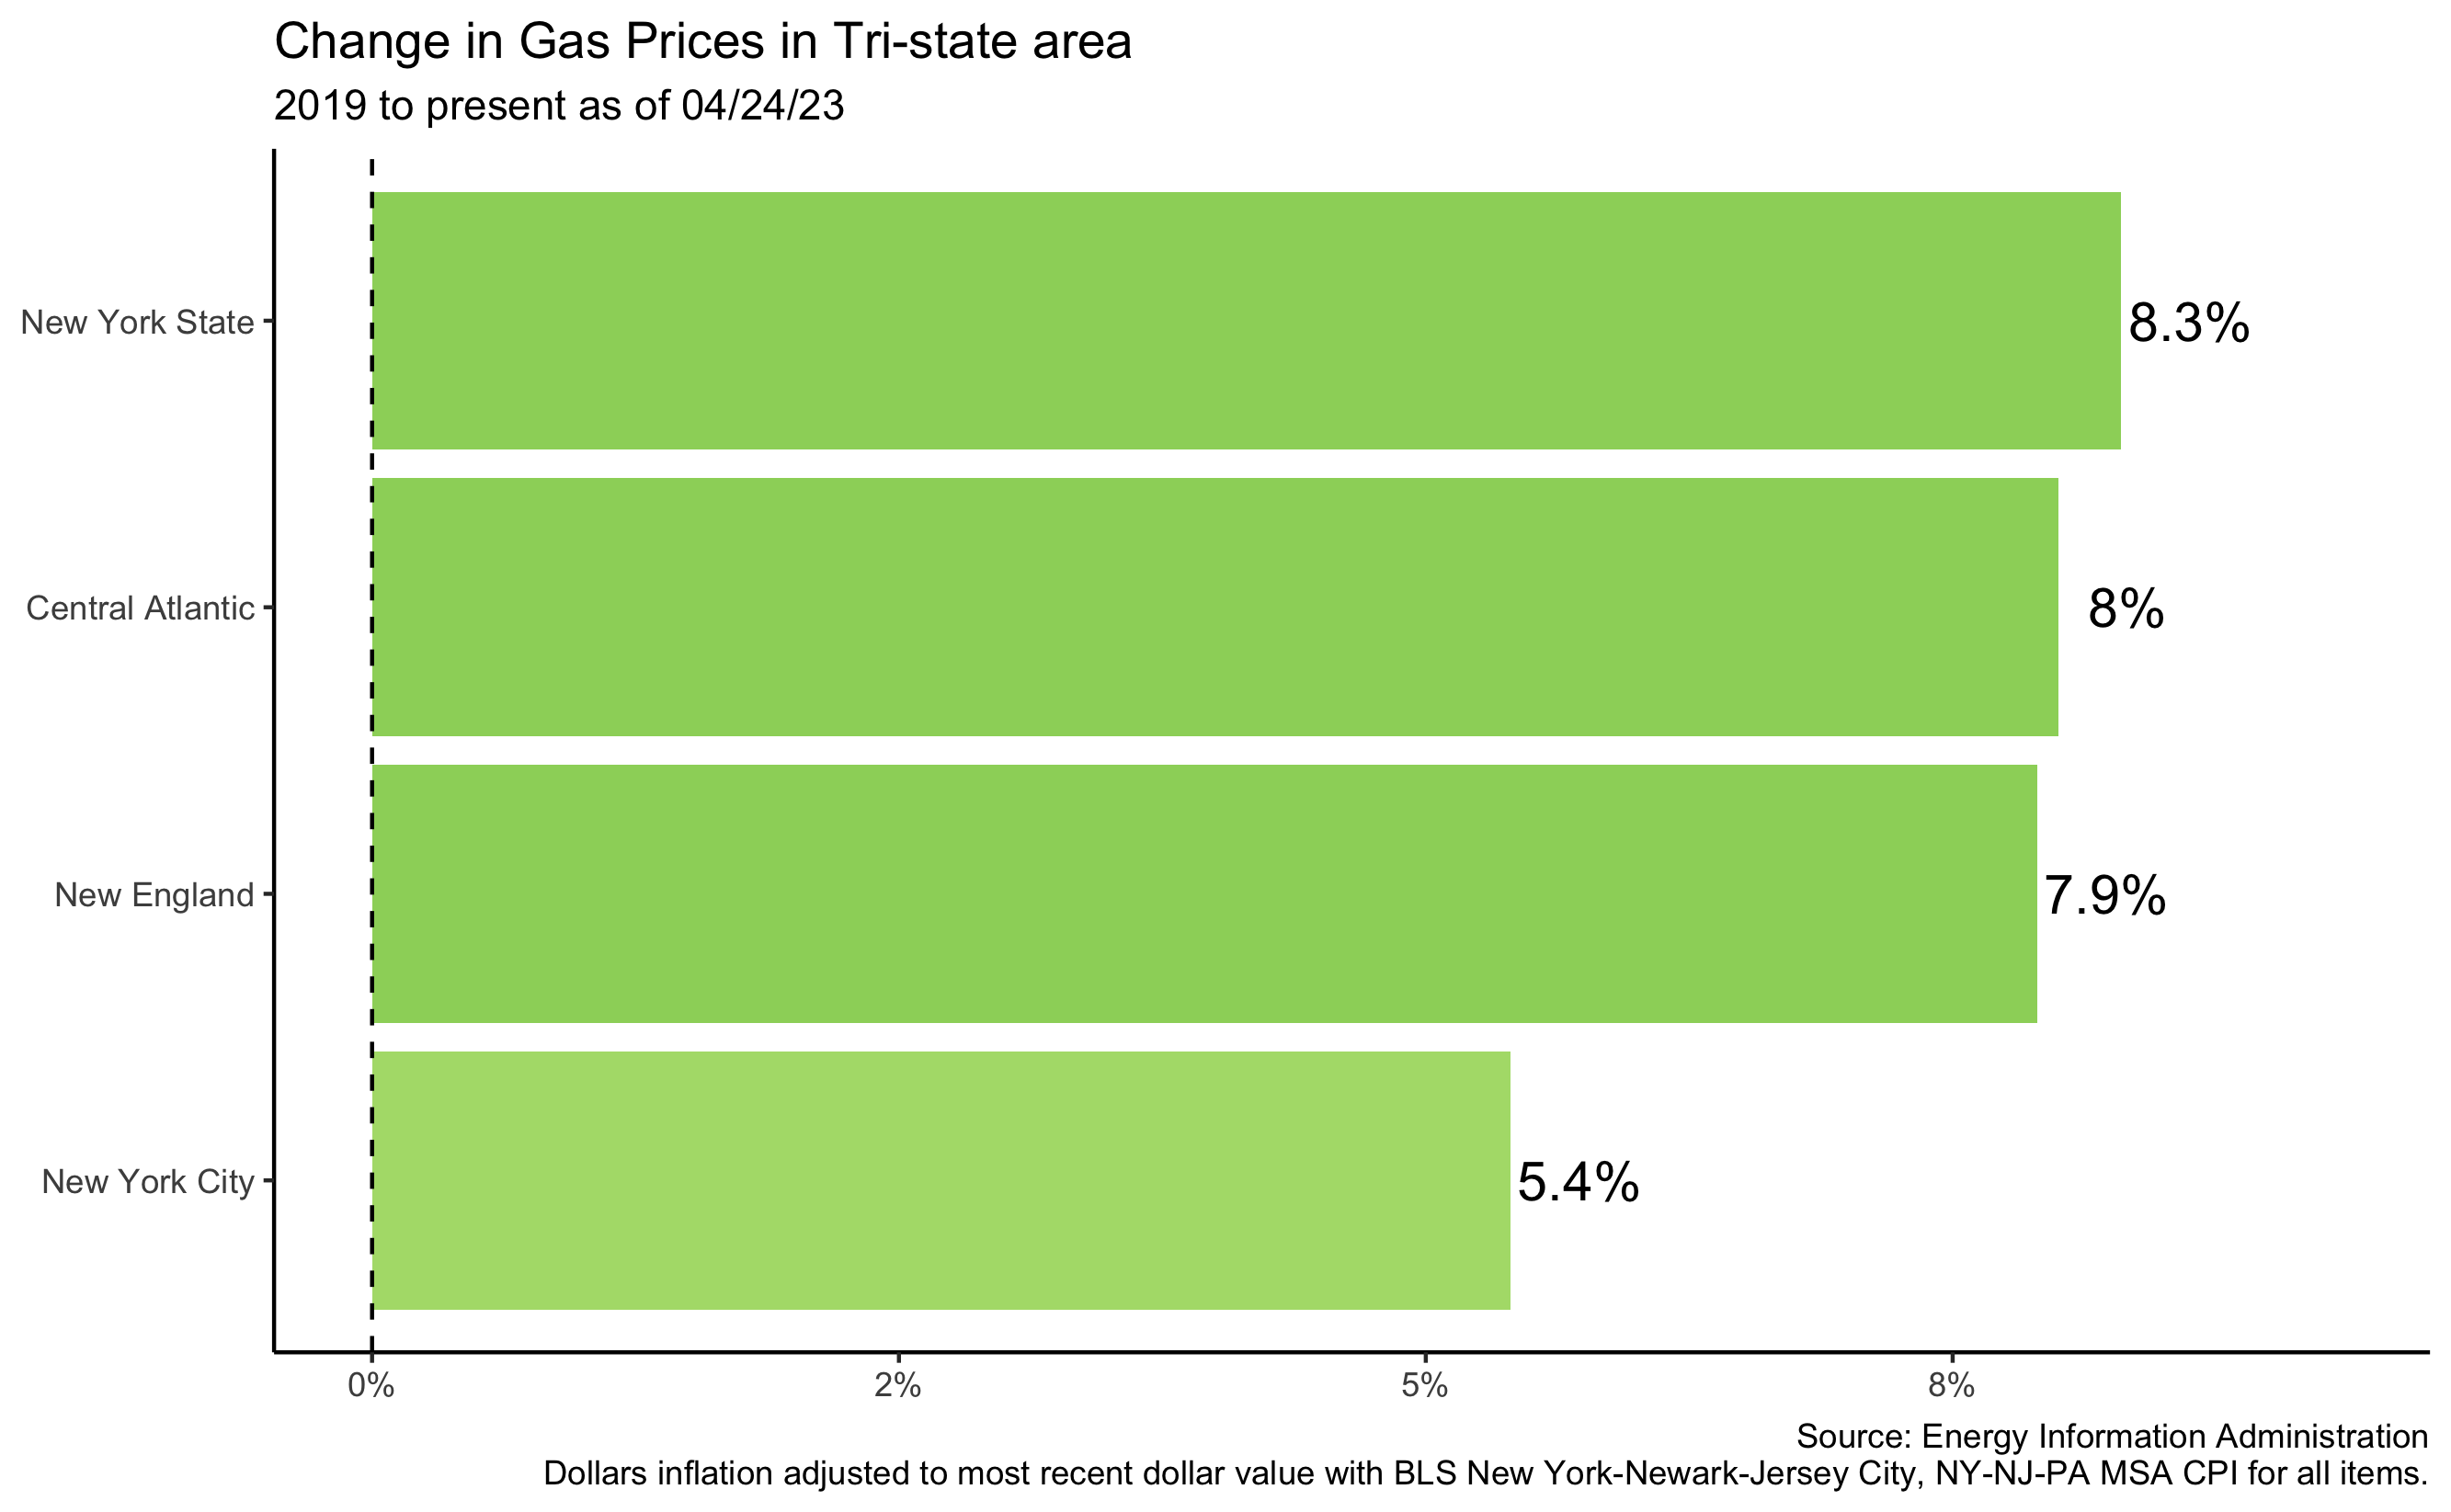 Change in Gas Prices in Tri-state area
2019 to present as of 04/24/23
New York State
8.3%
Central Atlantic
8%
New England
7.9%
New York City
5.4%
0%
2%
5%
8%
Source: Energy Information Administration
Dollars inflation adjusted to most recent dollar value with BLS New York-Newark-Jersey City, NY-NJ-PA MSA CPI for all items.